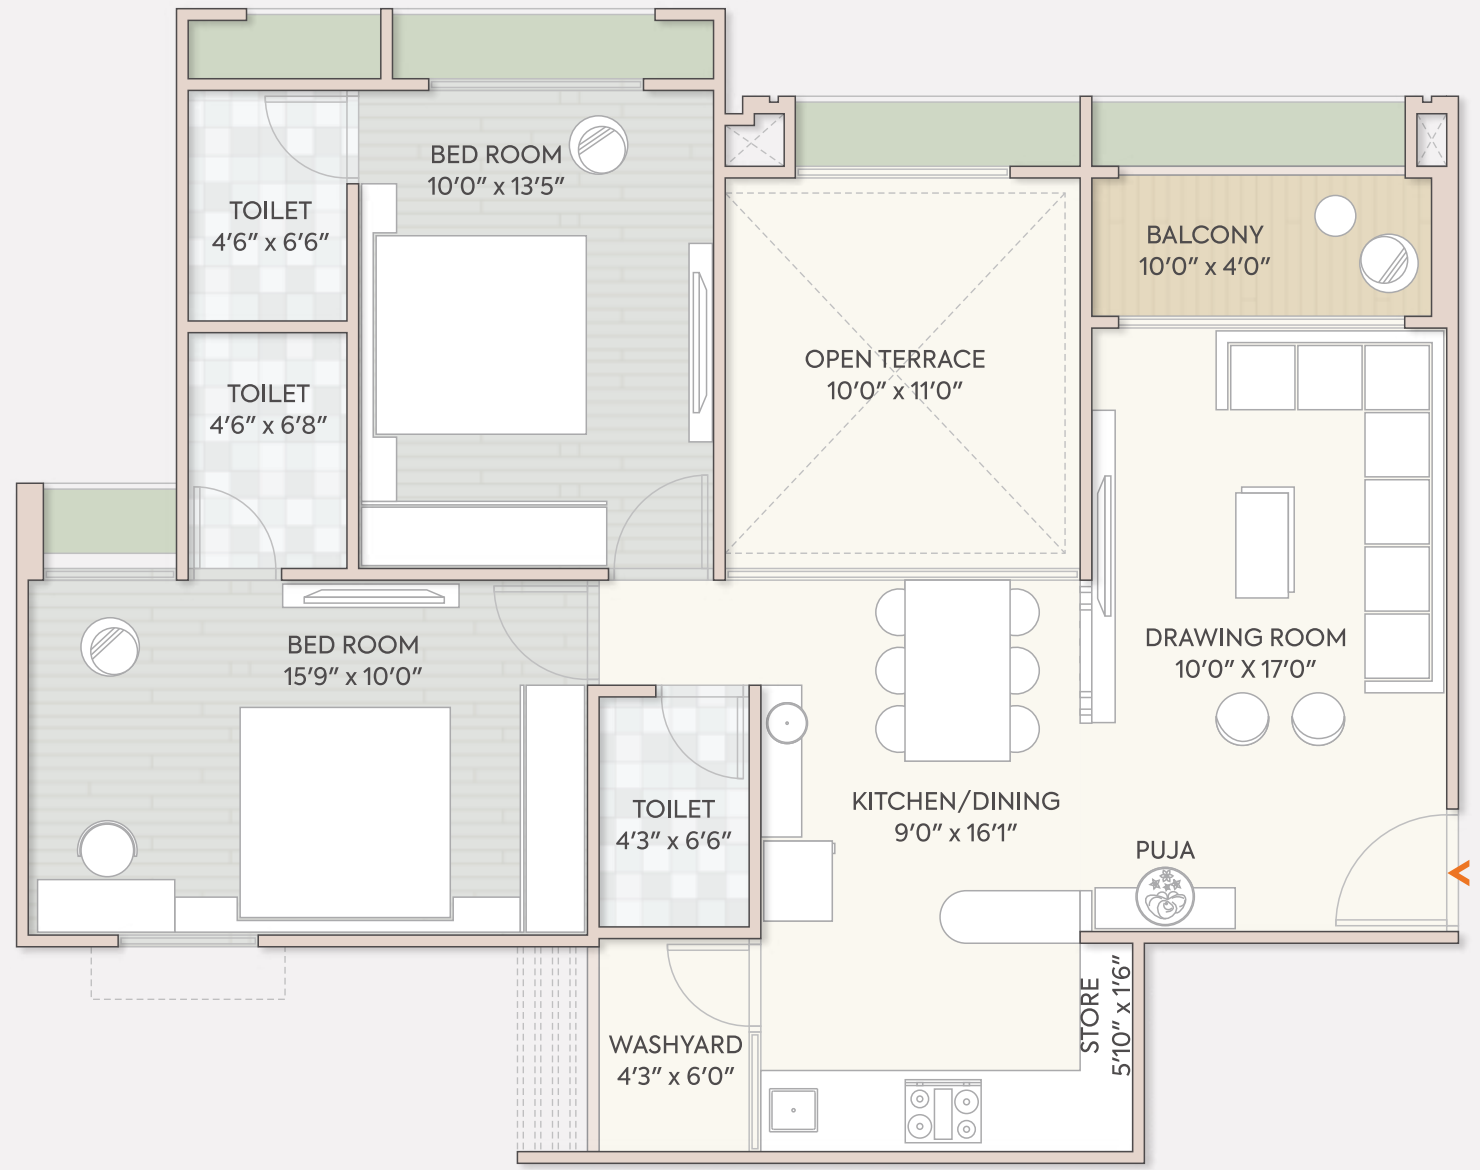 BED ROOM
10'0" x 13'5"
TOILET
4'6" x 6'6"
BALCONY
10'0" x 4'0"
OPEN TERRACE
10'0" x 11'0"
TOILET
4'6" x 6'8"
BED ROOM
15'9" x 10'0"
DRAWING ROOM
10'0" X 17'0"
TOILET
4'3" x 6'6"
KITCHEN/DINING
9'0" x 16'1"
PUJA
STORE
5'10" x 1'6"
WASHYARD
4'3" x 6'0"